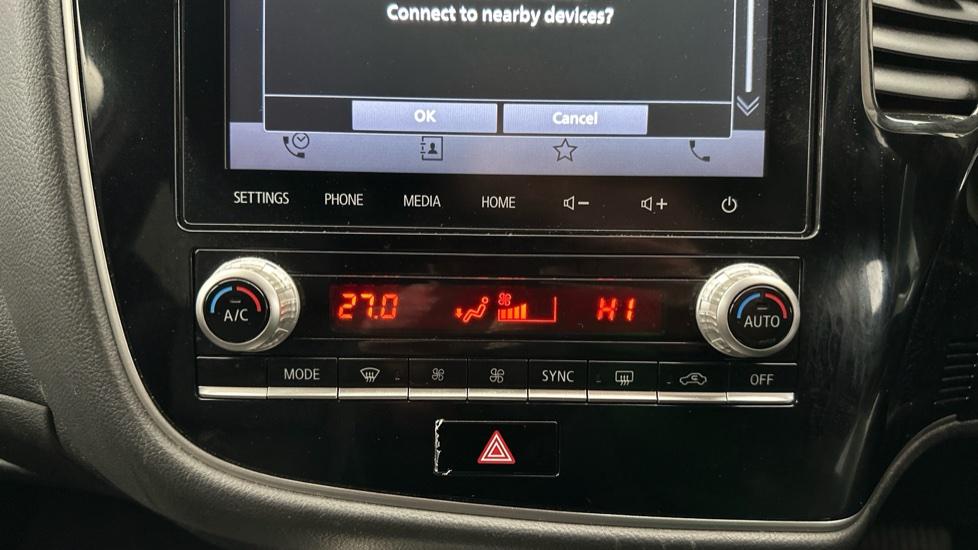 Connect to nearby devices?
OK Cancel
SETTINGS PHONE MEDIA HOME
27.0 HI
A/C AUTO
MODE SYNC OFF